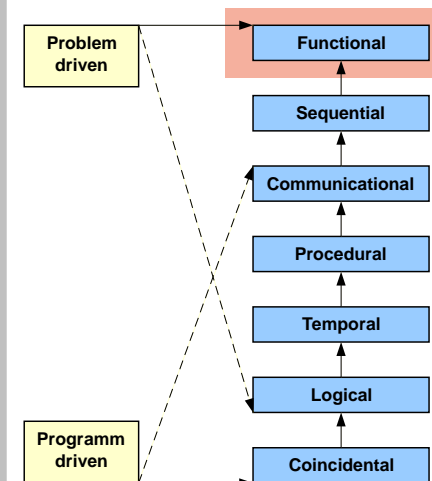 Problem
driven
Functional
Sequential
Communicational
Procedural
Temporal
Logical
Programm
driven
Coincidental